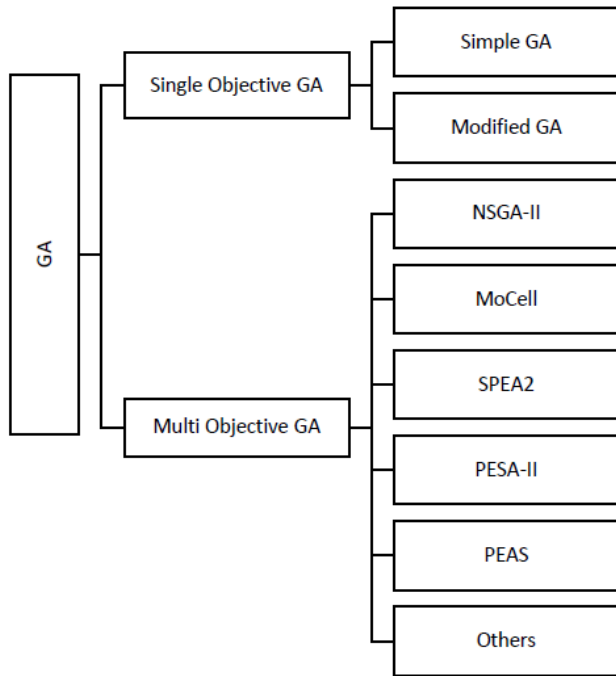 GA
Single Objective GA
Simple GA
Modified GA
Multi Objective GA
NSGA-II
MoCell
SPEA2
PESA-II
PEAS
Others